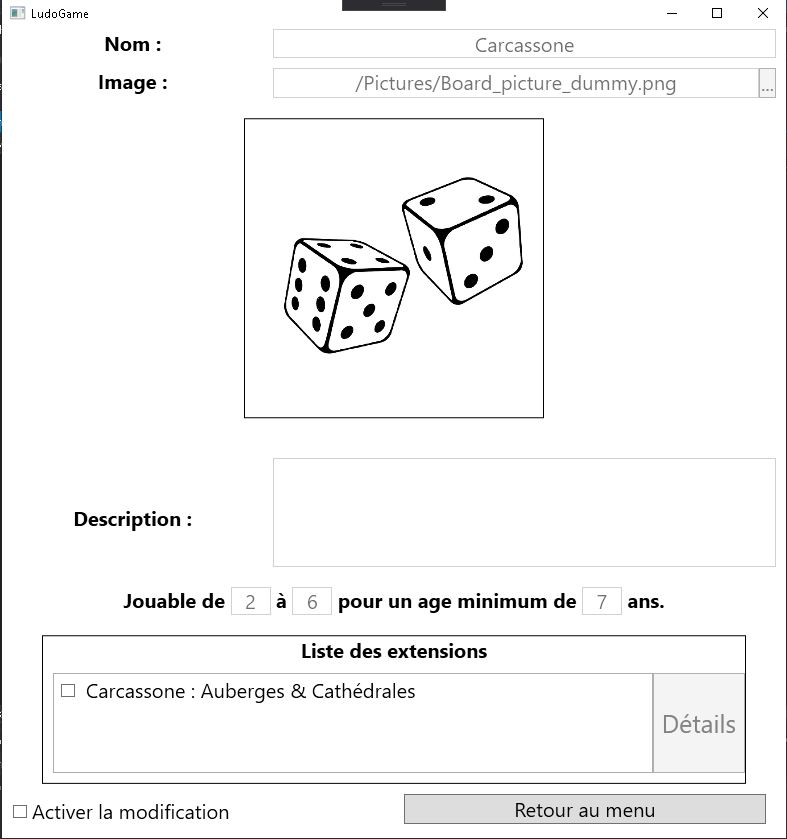 LudoGame
Nom : Carcassone
Image : /Pictures/Board_picture_dummy.png ...
Description :
Jouable de 2 à 6 pour un age minimum de 7 ans.
Liste des extensions
Carcassone : Auberges & Cathédrales
Détails
Activer la modification Retour au menu